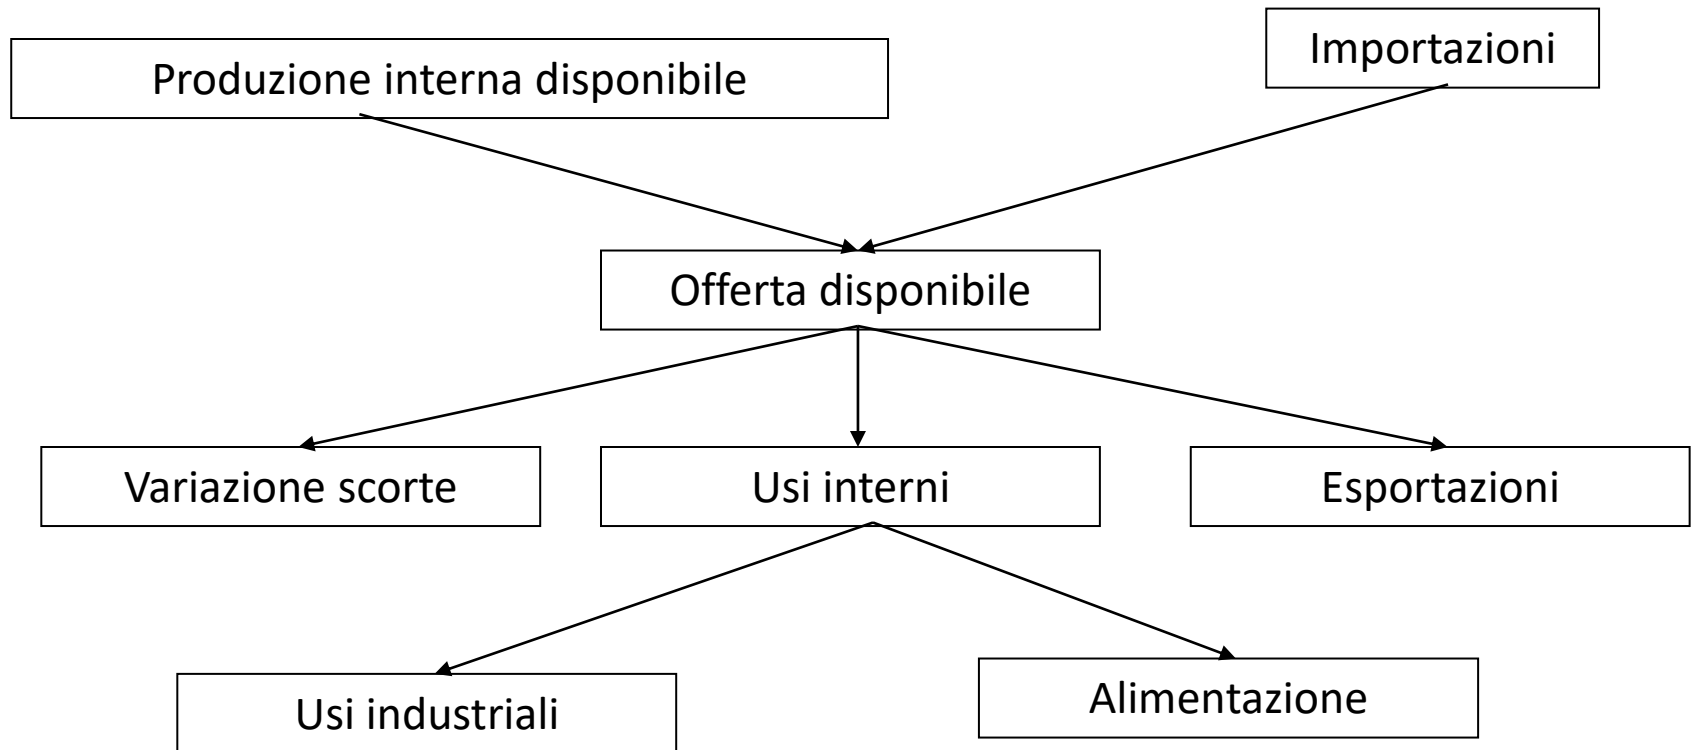 Produzione interna disponibile
Importazioni
Offerta disponibile
Variazione scorte
Usi interni
Esportazioni
Usi industriali
Alimentazione